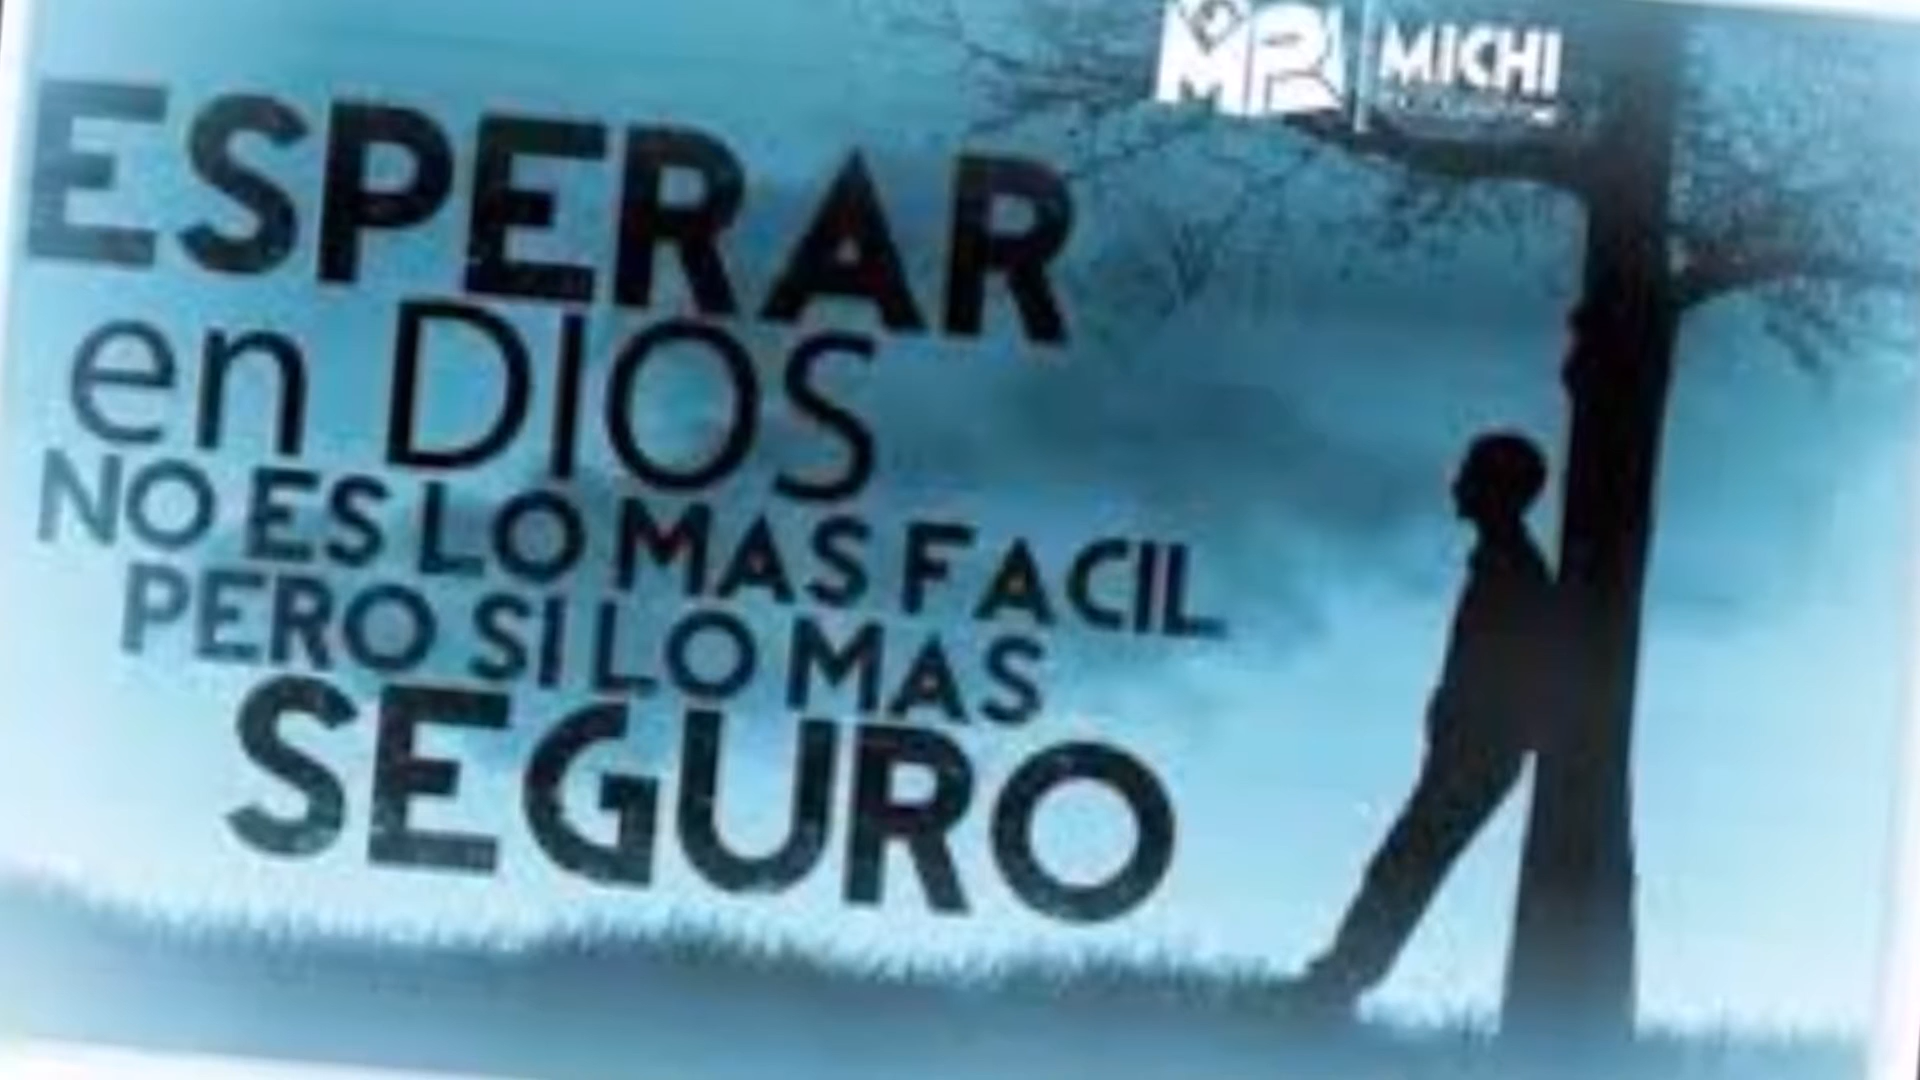 MICHI
ESPERAR
en DIOS
NO ES LO MAS FACIL
PERO SI LO MAS
SEGURO